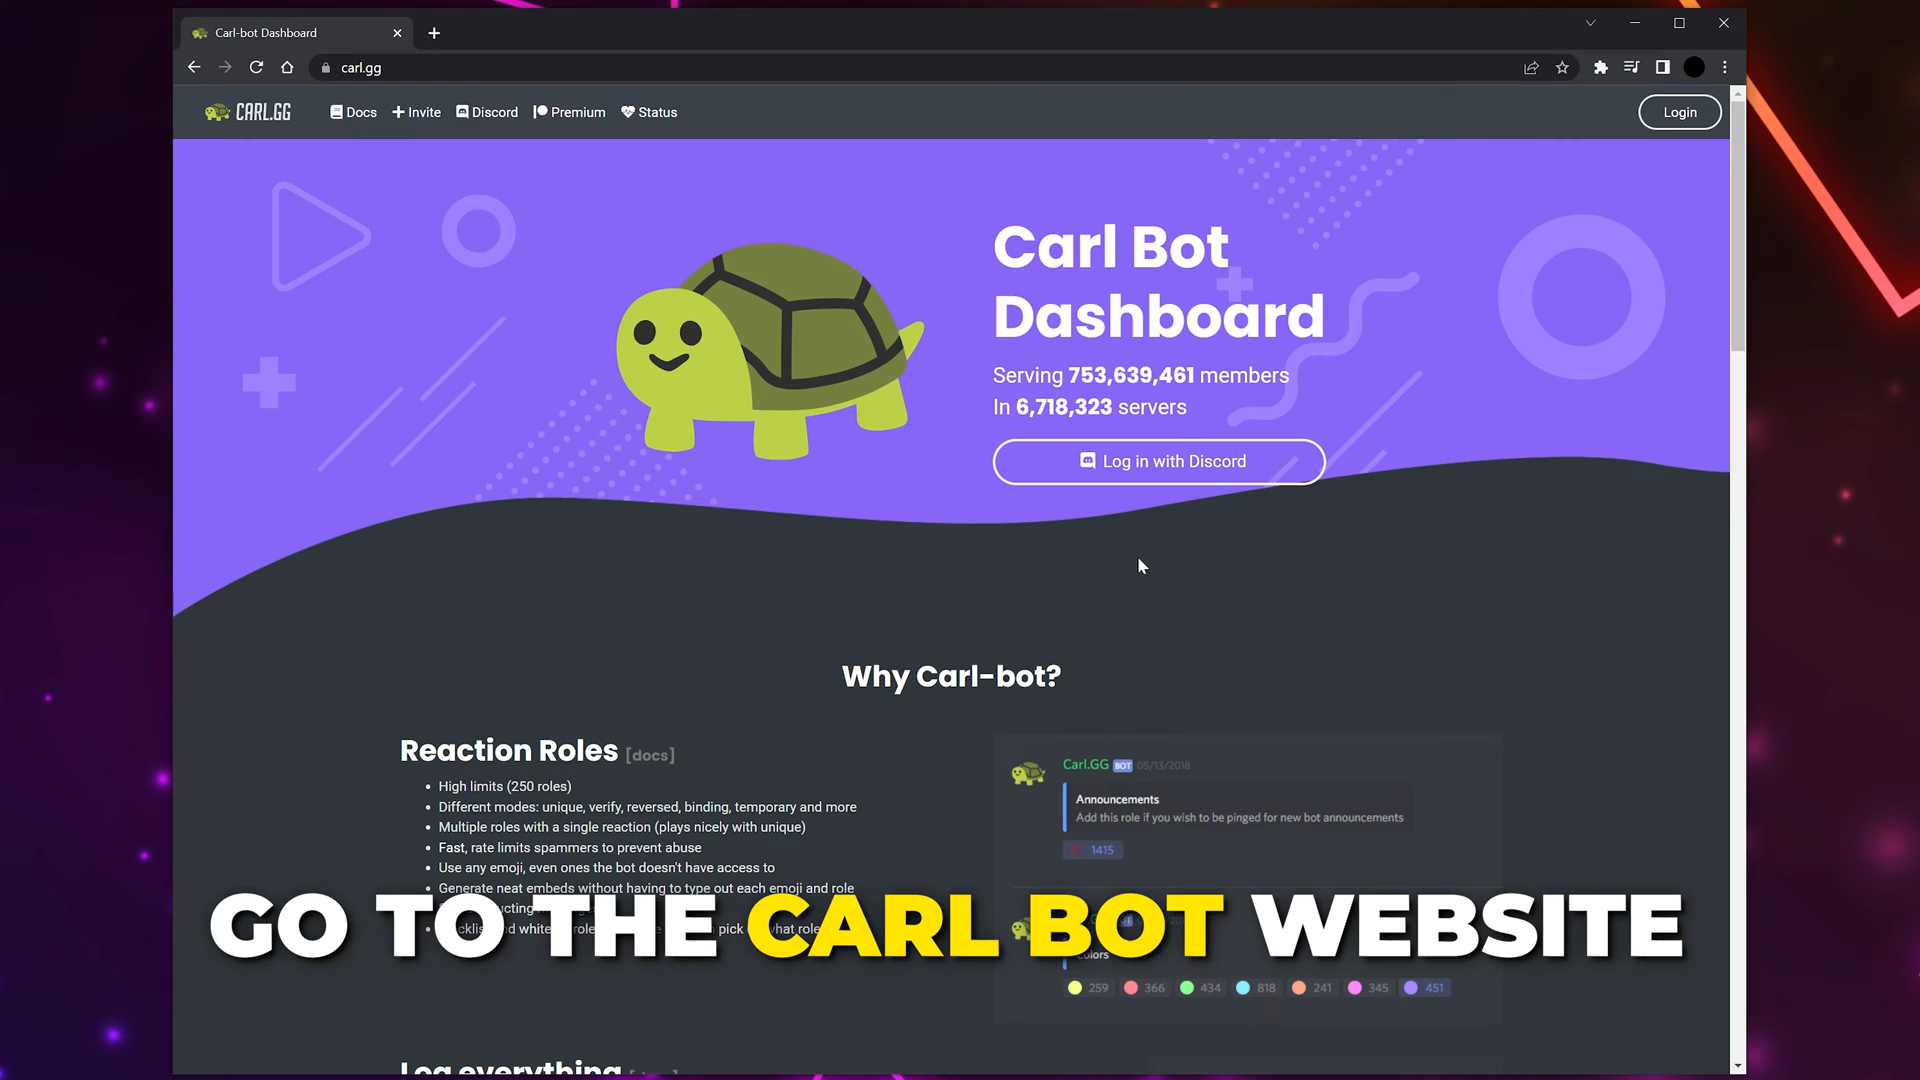 Carl-bot Dashboard
carl.gg
CARL.GG
Docs
Invite
Discord
Premium
Status
Login
Carl Bot
Dashboard
Serving 753,639,461 members
In 6,718,323 servers
Log in with Discord
Why Carl-bot?
Reaction Roles [docs]
High limits (250 roles)
Different modes: unique, verify, reversed, binding, temporary and more
Multiple roles with a single reaction (plays nicely with unique)
Fast, rate limits spammers to prevent abuse
Use any emoji, even ones the bot doesn't have access to
Generate neat embeds without having to type out each emoji and role
Carl.GG BOT 05/13/2018
Announcements
Add this role if you wish to be pinged for new bot announcements
1415
GO TO THE CARL BOT WEBSITE
259 366 434 818 241 345 451
Log everything